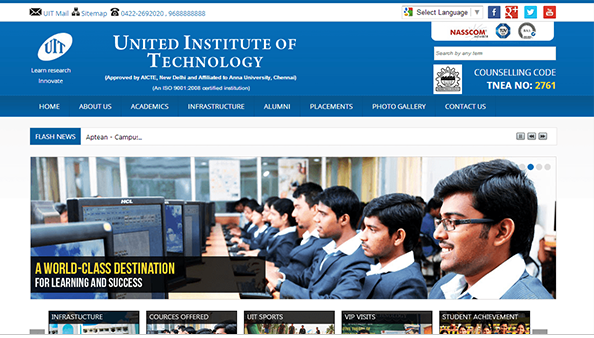 UIT Mail Sitemap 0422-2692020 , 9688888888
Select Language
UIT
Learn research
Innovate
UNITED INSTITUTE OF
TECHNOLOGY
(Approved by AICTE, New Delhi and Affiliated to Anna University, Chennai)
(An ISO 9001:2008 certified institution)
NASSCOM
Search by any item
COUNSELLING CODE
TNEA NO: 2761
HOME ABOUT US ACADEMICS INFRASTRUCTURE ALUMNI PLACEMENTS PHOTO GALLERY CONTACT US
FLASH NEWS
Aptean - Campus...
HCL
A WORLD-CLASS DESTINATION
FOR LEARNING AND SUCCESS
INFRASTUCTURE COURCES OFFERED UIT SPORTS VIP VISITS STUDENT ACHIEVEMENT